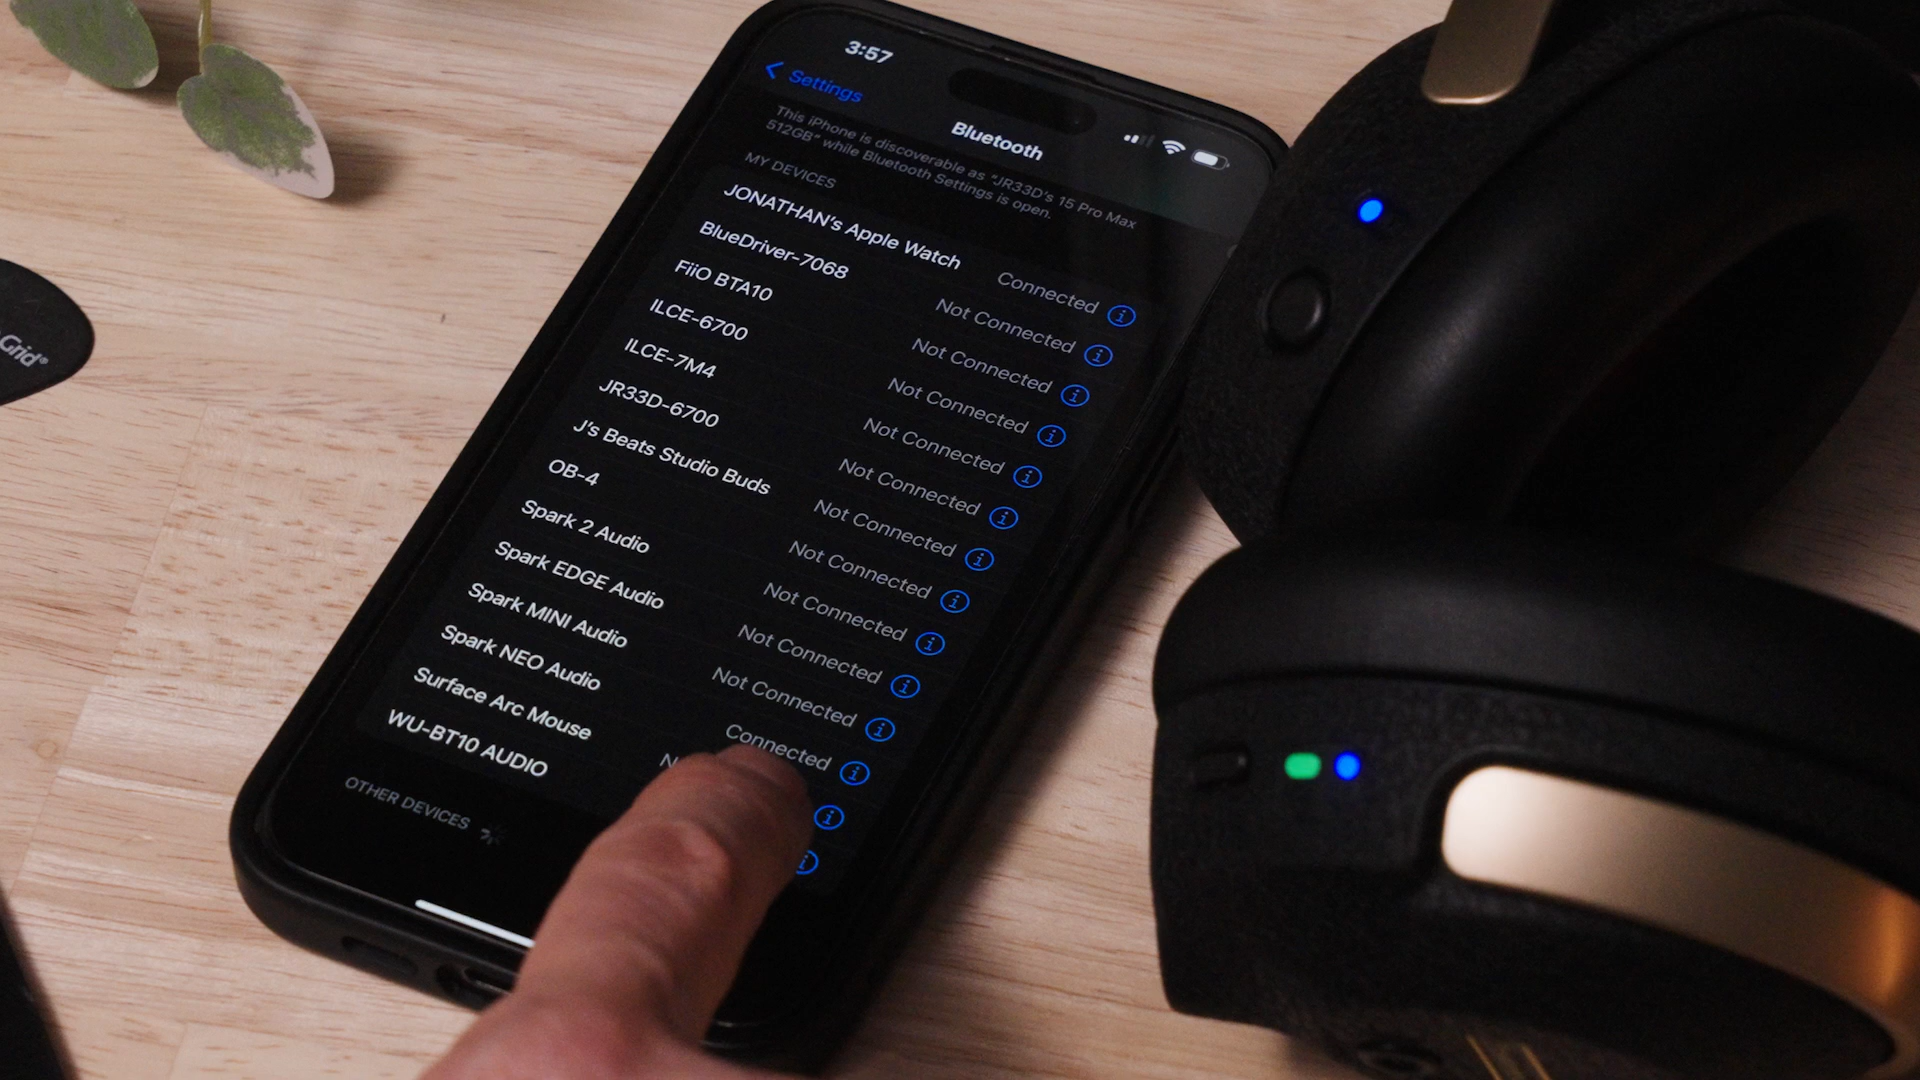 3:57
Settings
Bluetooth
This iPhone is discoverable as “JR33D’s 15 Pro Max
512GB” while Bluetooth Settings is open.
MY DEVICES
JONATHAN’s Apple Watch Connected
BlueDriver-7068 Not Connected
FiiO BTA10 Not Connected
ILCE-6700 Not Connected
ILCE-7M4 Not Connected
JR33D-6700 Not Connected
J’s Beats Studio Buds Not Connected
OB-4 Not Connected
Spark 2 Audio Not Connected
Spark EDGE Audio Not Connected
Spark MINI Audio Not Connected
Spark NEO Audio Connected
Surface Arc Mouse
WU-BT10 AUDIO
OTHER DEVICES
Grid®